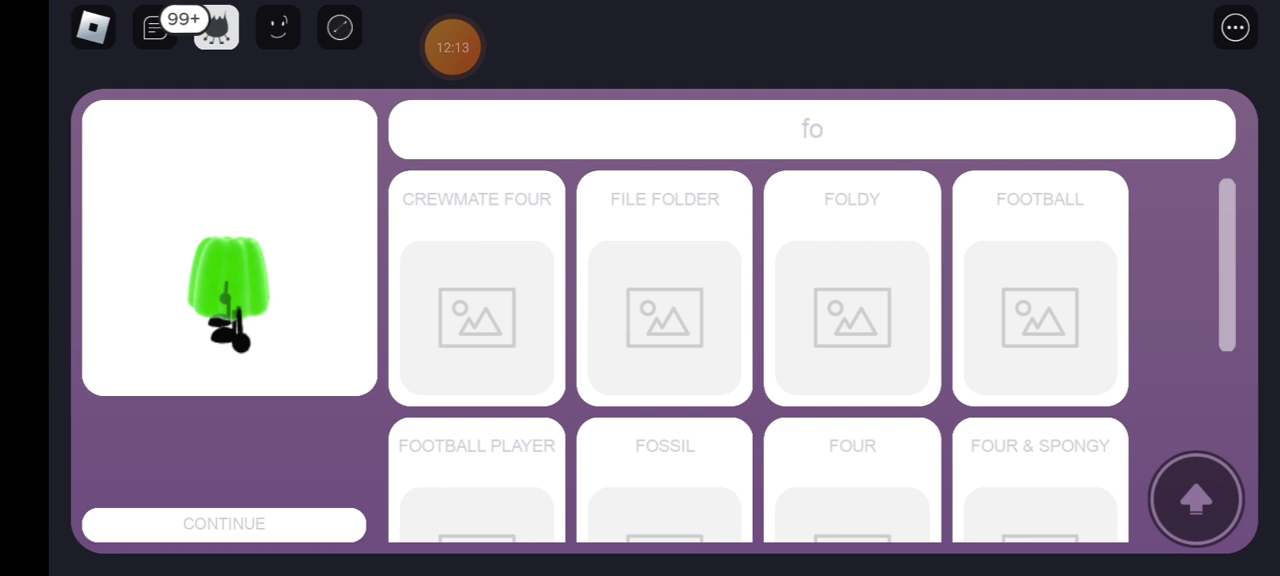 99+
12:13
fo
CREWMATE FOUR
FILE FOLDER
FOLDY
FOOTBALL
FOOTBALL PLAYER
FOSSIL
FOUR
FOUR & SPONGY
CONTINUE